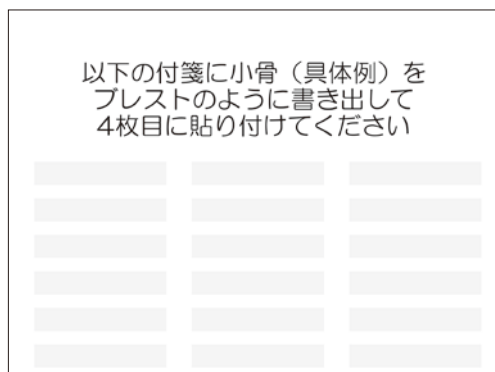 以下の付箋に小骨（具体例）を
ブレストのように書き出して
4枚目に貼り付けてください